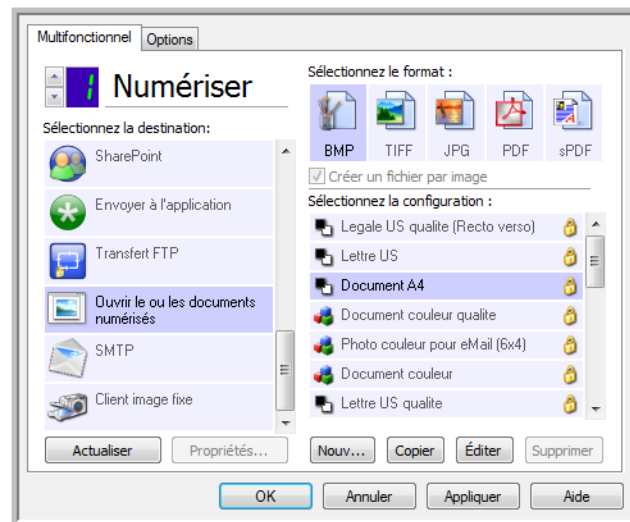 Multifonctionnel
Options
1
Numériser
Sélectionnez la destination:
SharePoint
Envoyer à l'application
Transfert FTP
Ouvrir le ou les documents
numérisés
SMTP
Client image fixe
Actualiser
Propriétés...
Sélectionnez le format :
BMP
TIFF
JPG
PDF
sPDF
Créer un fichier par image
Sélectionnez la configuration :
Legale US qualite (Recto verso)
Lettre US
Document A4
Document couleur qualite
Photo couleur pour eMail (6x4)
Document couleur
Lettre US qualite
Nouv...
Copier
Éditer
Supprimer
OK
Annuler
Appliquer
Aide